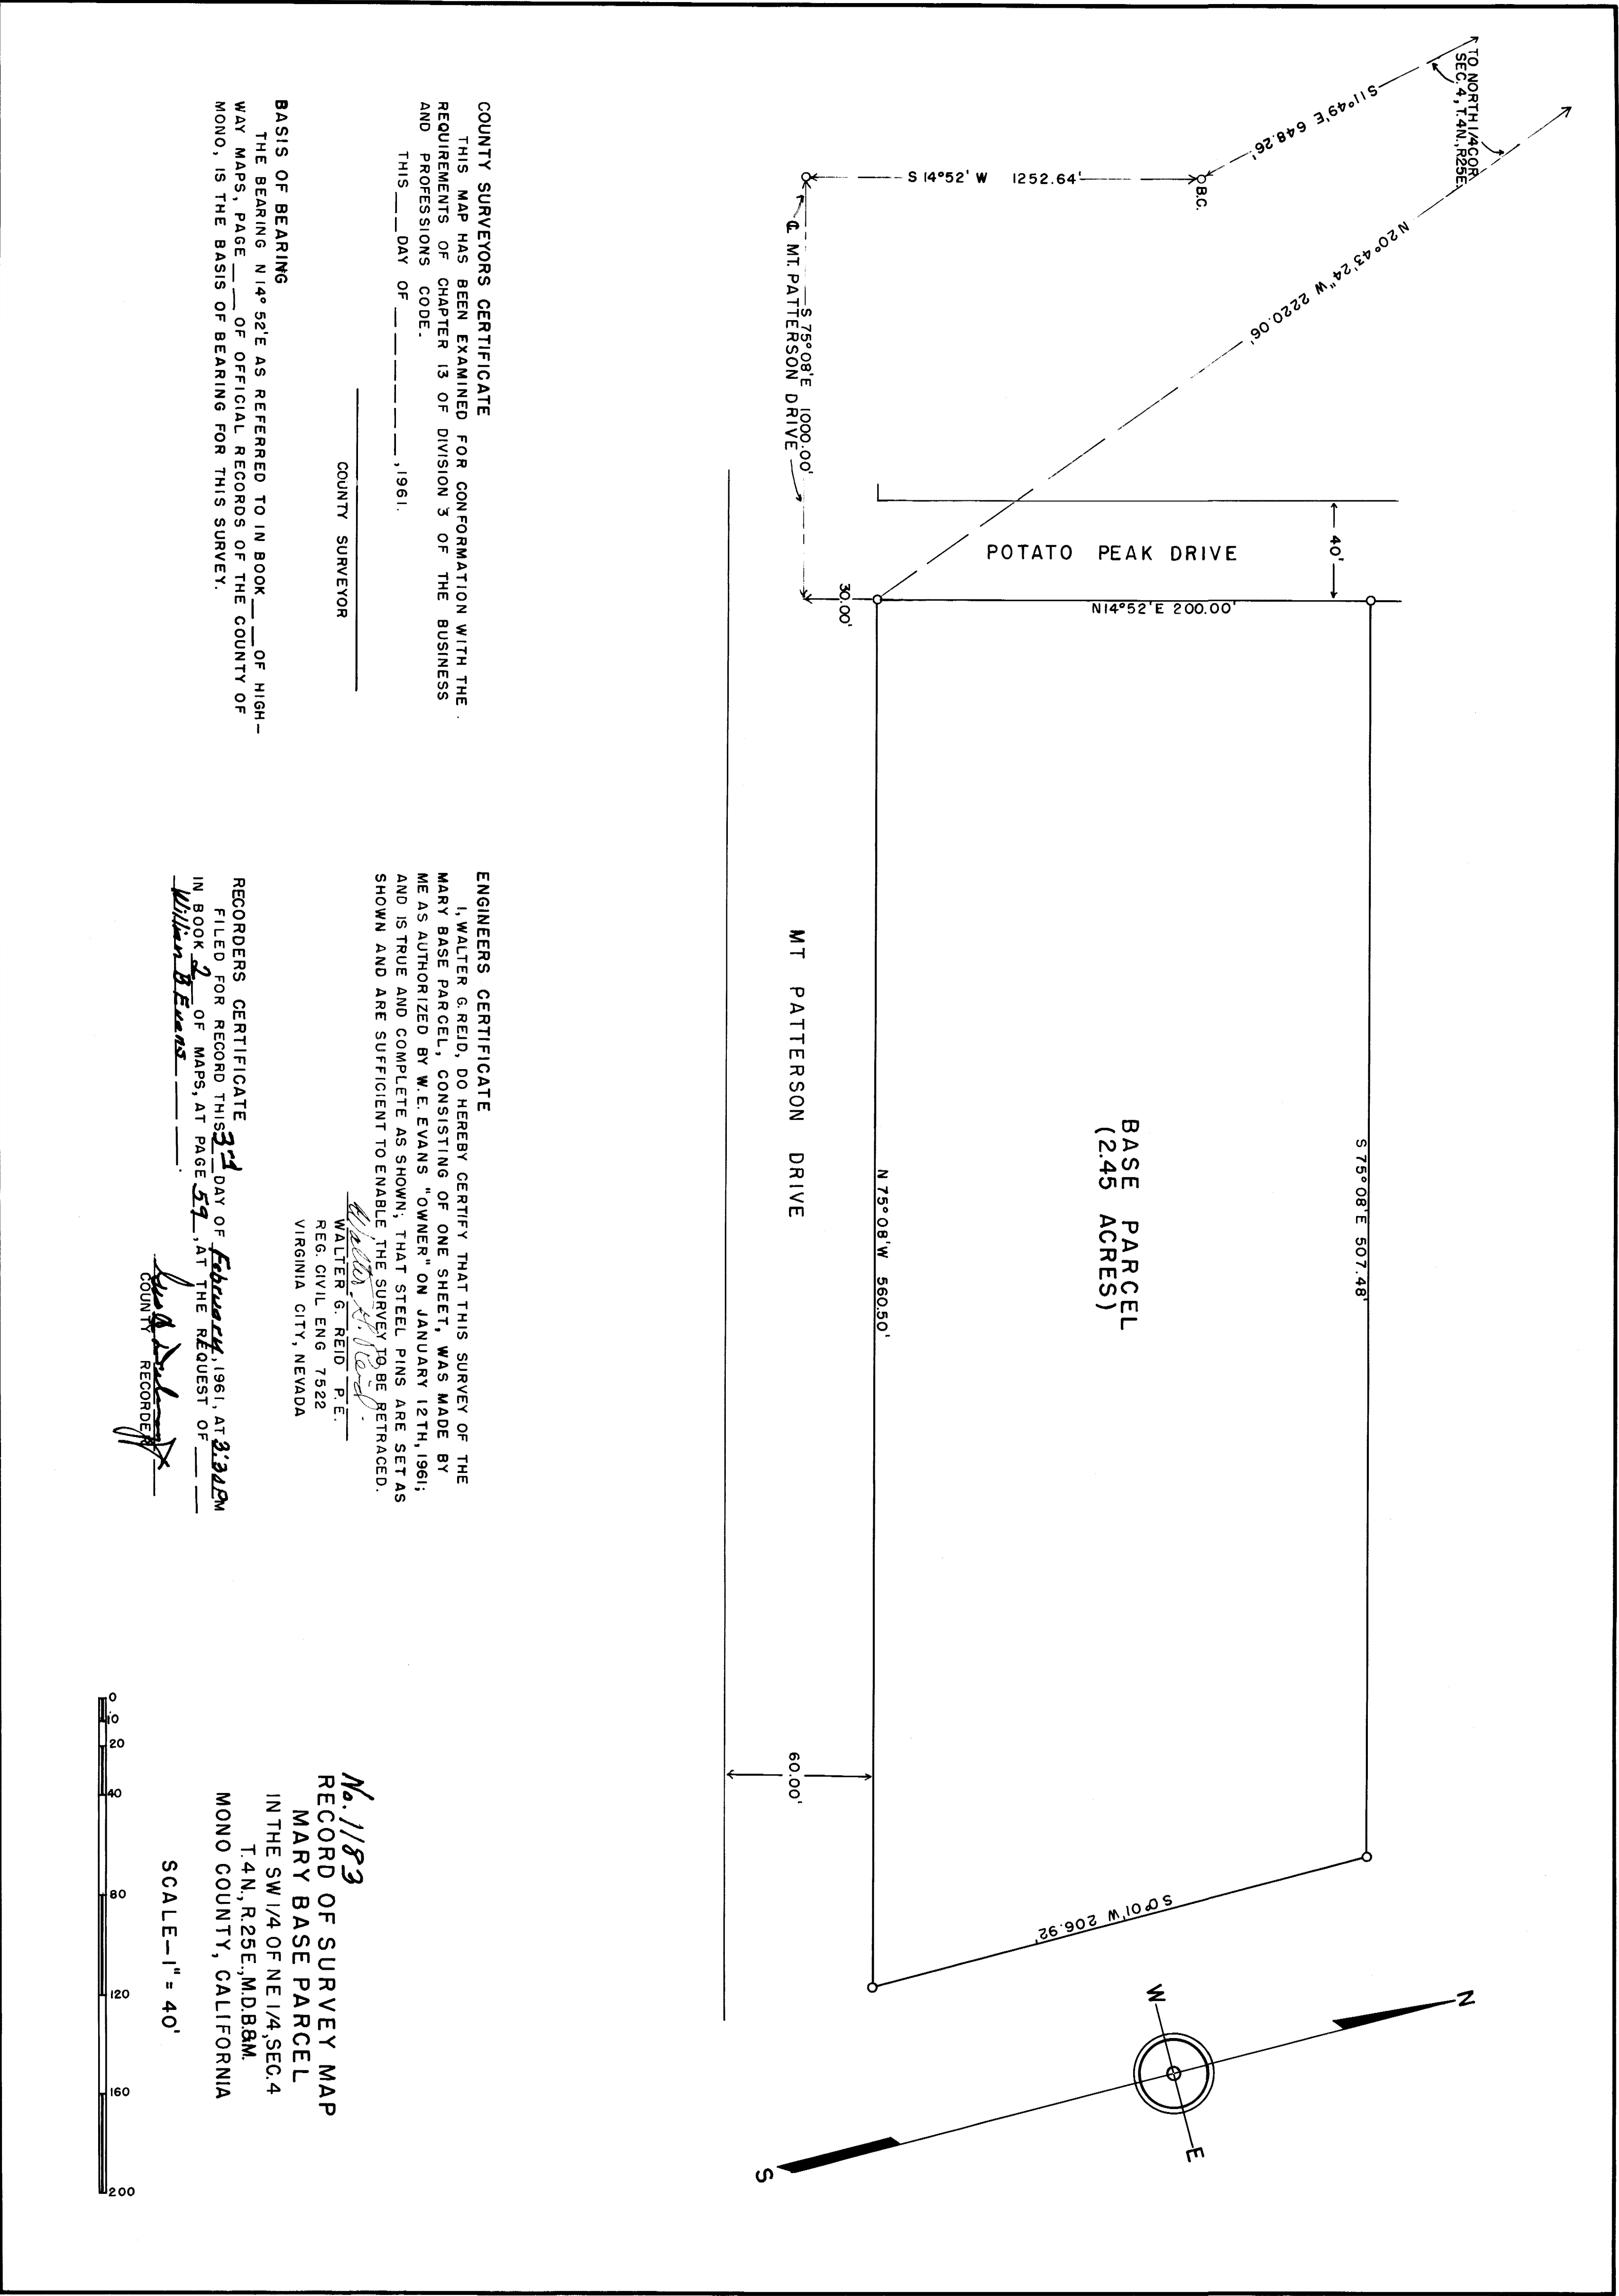 TO NORTH 1/4 COR
SEC. 4, T.4N., R25E.
S 11°49'E 648.26'
N 20°43'24" W 2220.06'
B.C.
S 14°52' W 1252.64'
S 75°08'E 1000.00'
℄ MT. PATTERSON DRIVE
40'
POTATO PEAK DRIVE
N14°52'E 200.00'
30.00'
S 75°08'E 507.48'
BASE PARCEL
(2.45 ACRES)
N 75°08'W 560.50'
S 0°01'W 206.92'
MT PATTERSON DRIVE
60.00'
N
W
E
S
COUNTY SURVEYORS CERTIFICATE
THIS MAP HAS BEEN EXAMINED FOR CONFORMATION WITH THE
REQUIREMENTS OF CHAPTER 13 OF DIVISION 3 OF THE BUSINESS
AND PROFESSIONS CODE.
THIS ____ DAY OF ____________, 1961.
COUNTY SURVEYOR
BASIS OF BEARING
THE BEARING N 14° 52'E AS REFERRED TO IN BOOK ____ OF HIGH-
WAY MAPS, PAGE ____ OF OFFICIAL RECORDS OF THE COUNTY OF
MONO, IS THE BASIS OF BEARING FOR THIS SURVEY.
ENGINEERS CERTIFICATE
I, WALTER G. REID, DO HEREBY CERTIFY THAT THIS SURVEY OF THE
MARY BASE PARCEL, CONSISTING OF ONE SHEET, WAS MADE BY
ME AS AUTHORIZED BY W.E. EVANS "OWNER" ON JANUARY 12TH, 1961;
AND IS TRUE AND COMPLETE AS SHOWN; THAT STEEL PINS ARE SET AS
SHOWN AND ARE SUFFICIENT TO ENABLE THE SURVEY TO BE RETRACED.
Walter G. Reid
WALTER G. REID P.E.
REG. CIVIL ENG 7522
VIRGINIA CITY, NEVADA
RECORDERS CERTIFICATE
FILED FOR RECORD THIS 3rd DAY OF February, 1961, AT M
IN BOOK 2 OF MAPS, AT PAGE 59, AT THE REQUEST OF
William B Evans
COUNTY RECORDER
No. 1183
RECORD OF SURVEY MAP
MARY BASE PARCEL
IN THE SW 1/4 OF NE 1/4, SEC. 4
T.4N., R.25E., M.D.B.&M.
MONO COUNTY, CALIFORNIA
SCALE—1" = 40'
0 10 20 40 80 120 160 200